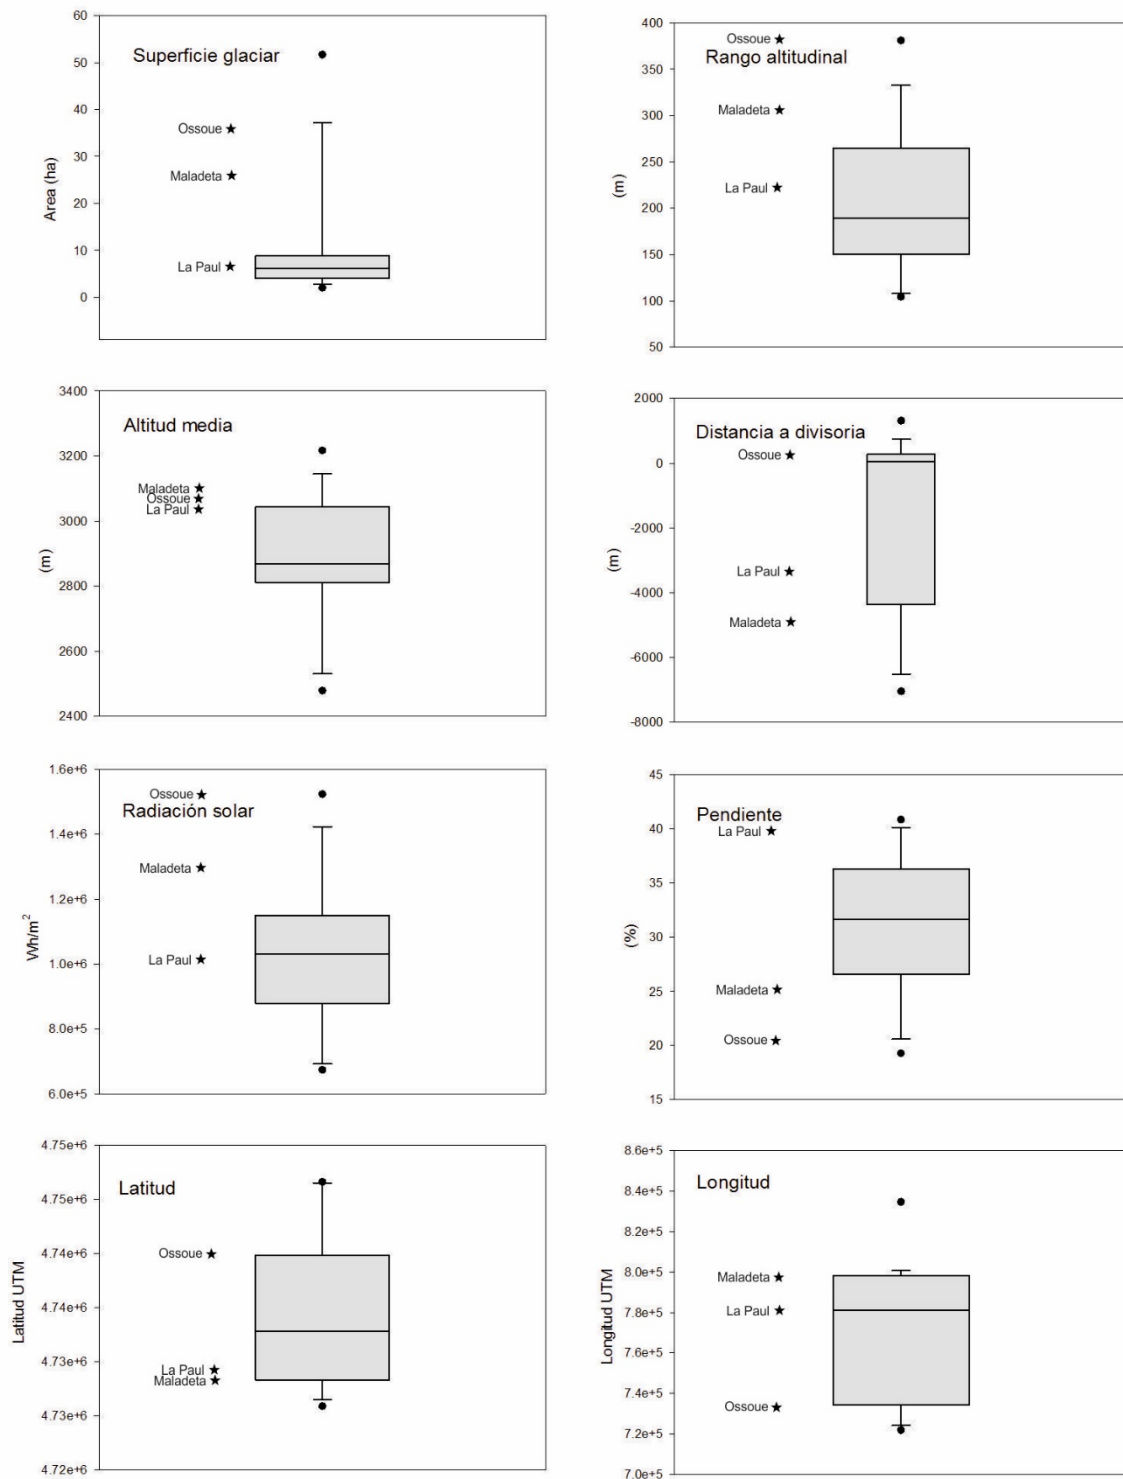 Superficie glaciar
Area (ha)
60
50
40
30
20
10
0
Ossoue
Maladeta
La Paul
Rango altitudinal
(m)
400
350
300
250
200
150
100
50
Ossoue
Maladeta
La Paul
Altitud media
(m)
3400
3200
3000
2800
2600
2400
Maladeta
Ossoue
La Paul
Distancia a divisoria
(m)
2000
0
-2000
-4000
-6000
-8000
Ossoue
La Paul
Maladeta
Radiación solar
Wh/m²
1.6e+6
1.4e+6
1.2e+6
1.0e+6
8.0e+5
6.0e+5
Ossoue
Maladeta
La Paul
Pendiente
(%)
45
40
35
30
25
20
15
La Paul
Maladeta
Ossoue
Latitud
Latitud UTM
4.75e+6
4.75e+6
4.74e+6
4.74e+6
4.73e+6
4.73e+6
4.72e+6
Ossoue
La Paul
Maladeta
Longitud
Longitud UTM
8.6e+5
8.4e+5
8.2e+5
8.0e+5
7.8e+5
7.6e+5
7.4e+5
7.2e+5
7.0e+5
Maladeta
La Paul
Ossoue